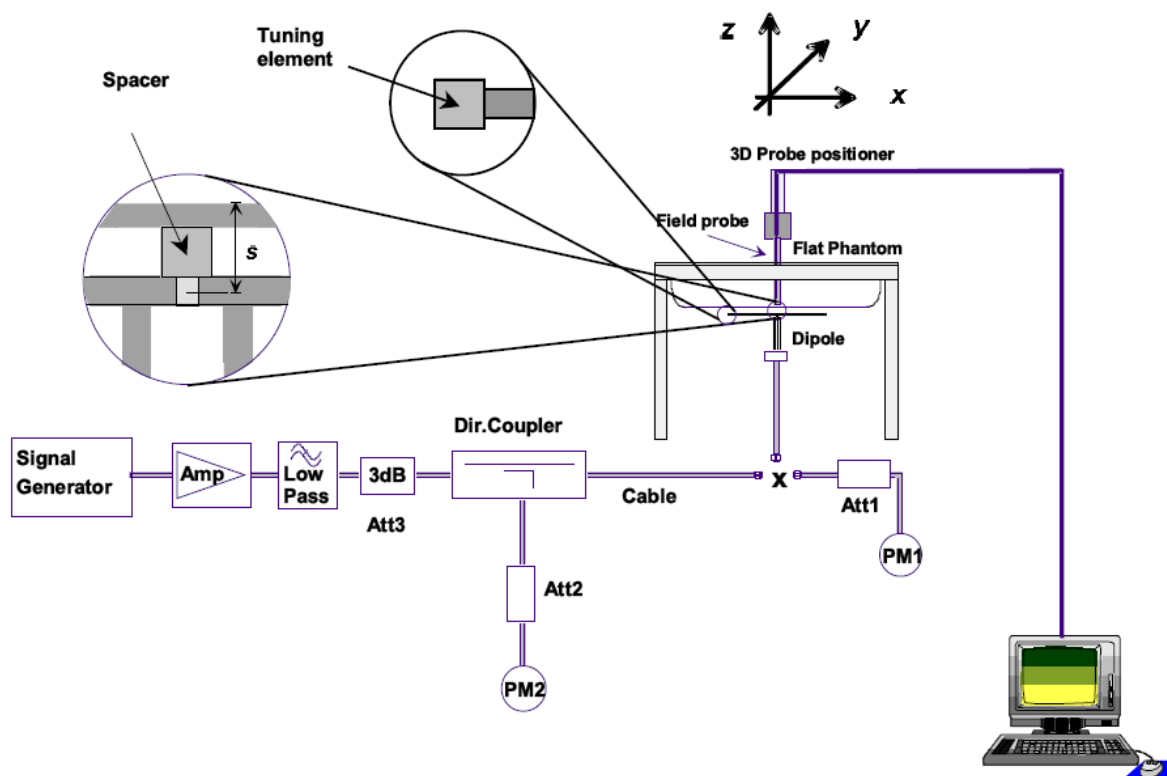 Tuning
element
Spacer
s
z
y
x
3D Probe positioner
Field probe
Flat Phantom
Dipole
Dir.Coupler
Signal
Generator
Amp
Low
Pass
3dB
Att3
Cable
x
Att1
PM1
Att2
PM2